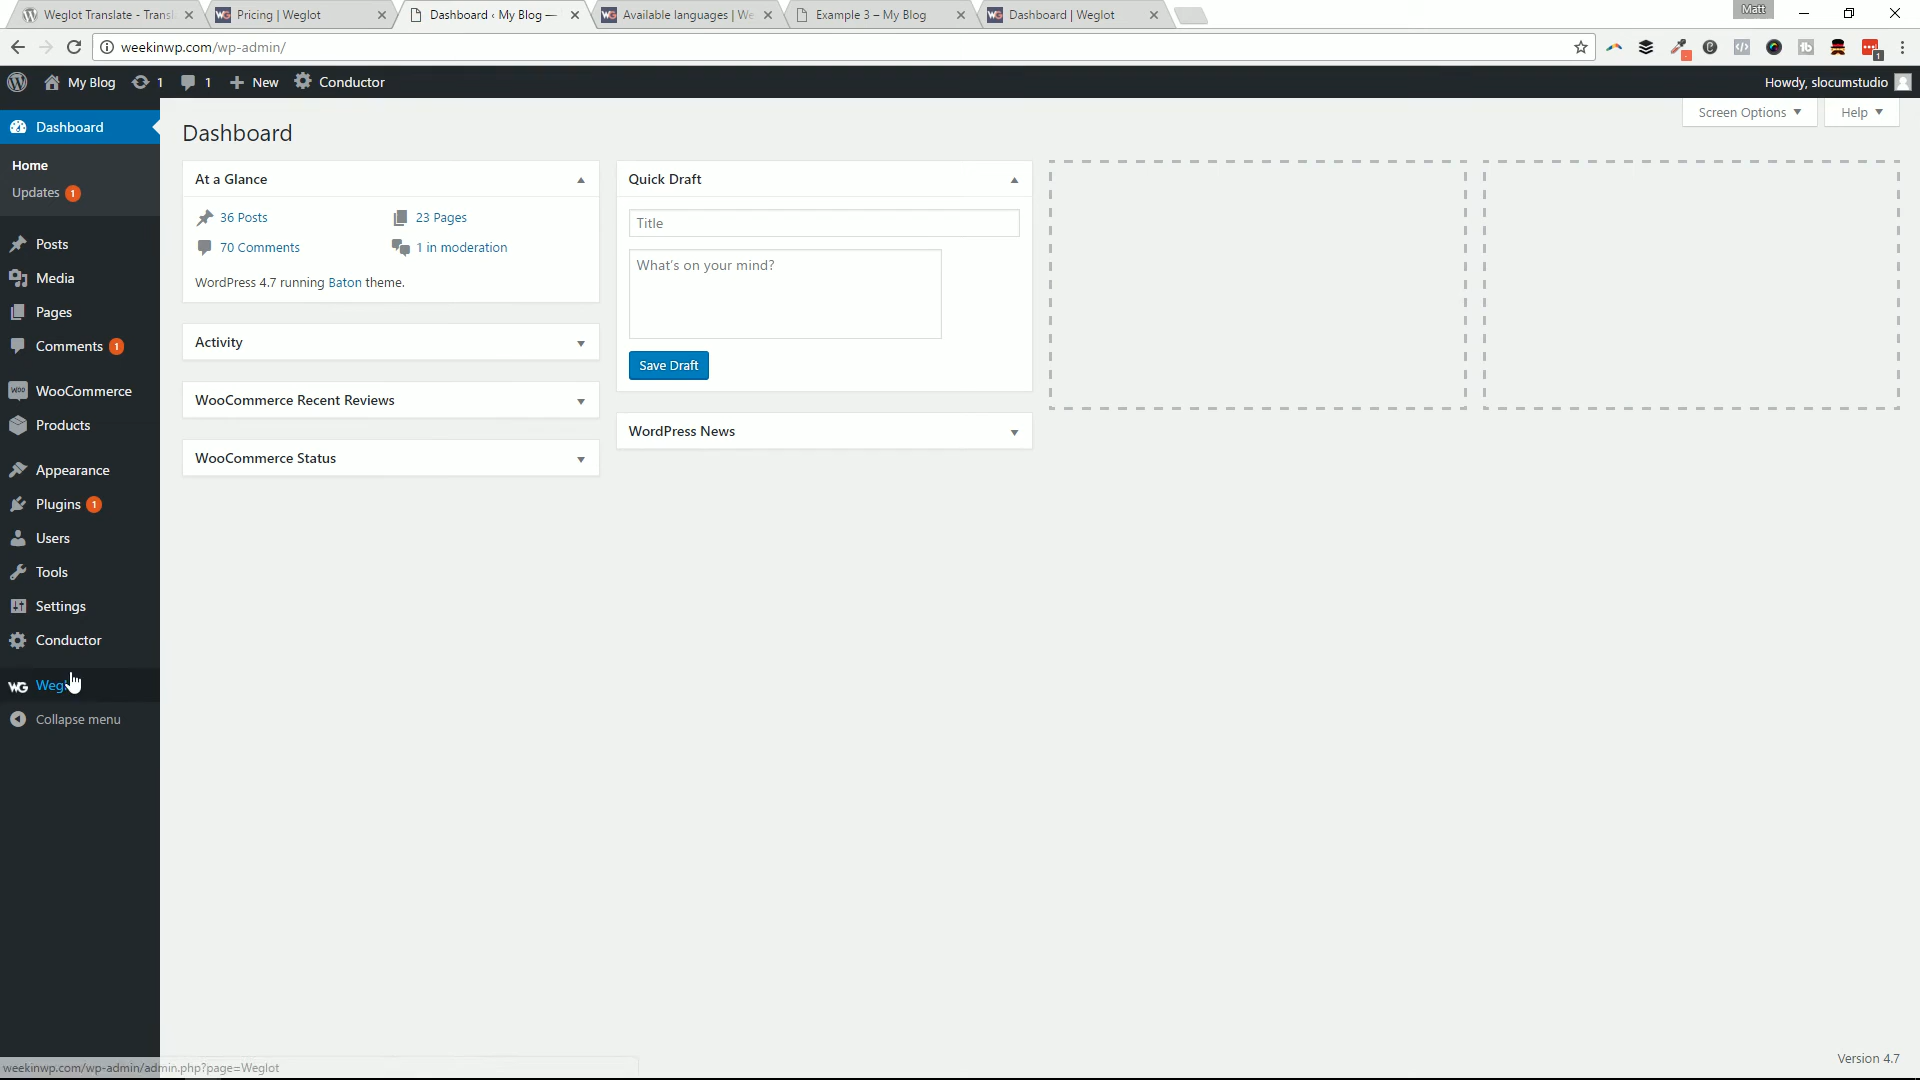 Weglot Translate - Transl
Pricing | Weglot
Dashboard ‹ My Blog —
Available languages | We
Example 3 – My Blog
Dashboard | Weglot
Matt
weekinwp.com/wp-admin/
My Blog
1
1
New
Conductor
Howdy, slocumstudio
Screen Options
Help
Dashboard
Home
Updates 1
Posts
Media
Pages
Comments 1
WooCommerce
Products
Appearance
Plugins 1
Users
Tools
Settings
Conductor
WG
Collapse menu
Dashboard
At a Glance
36 Posts
23 Pages
70 Comments
1 in moderation
WordPress 4.7 running Baton theme.
Activity
WooCommerce Recent Reviews
WooCommerce Status
Quick Draft
Title
What's on your mind?
Save Draft
WordPress News
Version 4.7
weekinwp.com/wp-admin/admin.php?page=Weglot